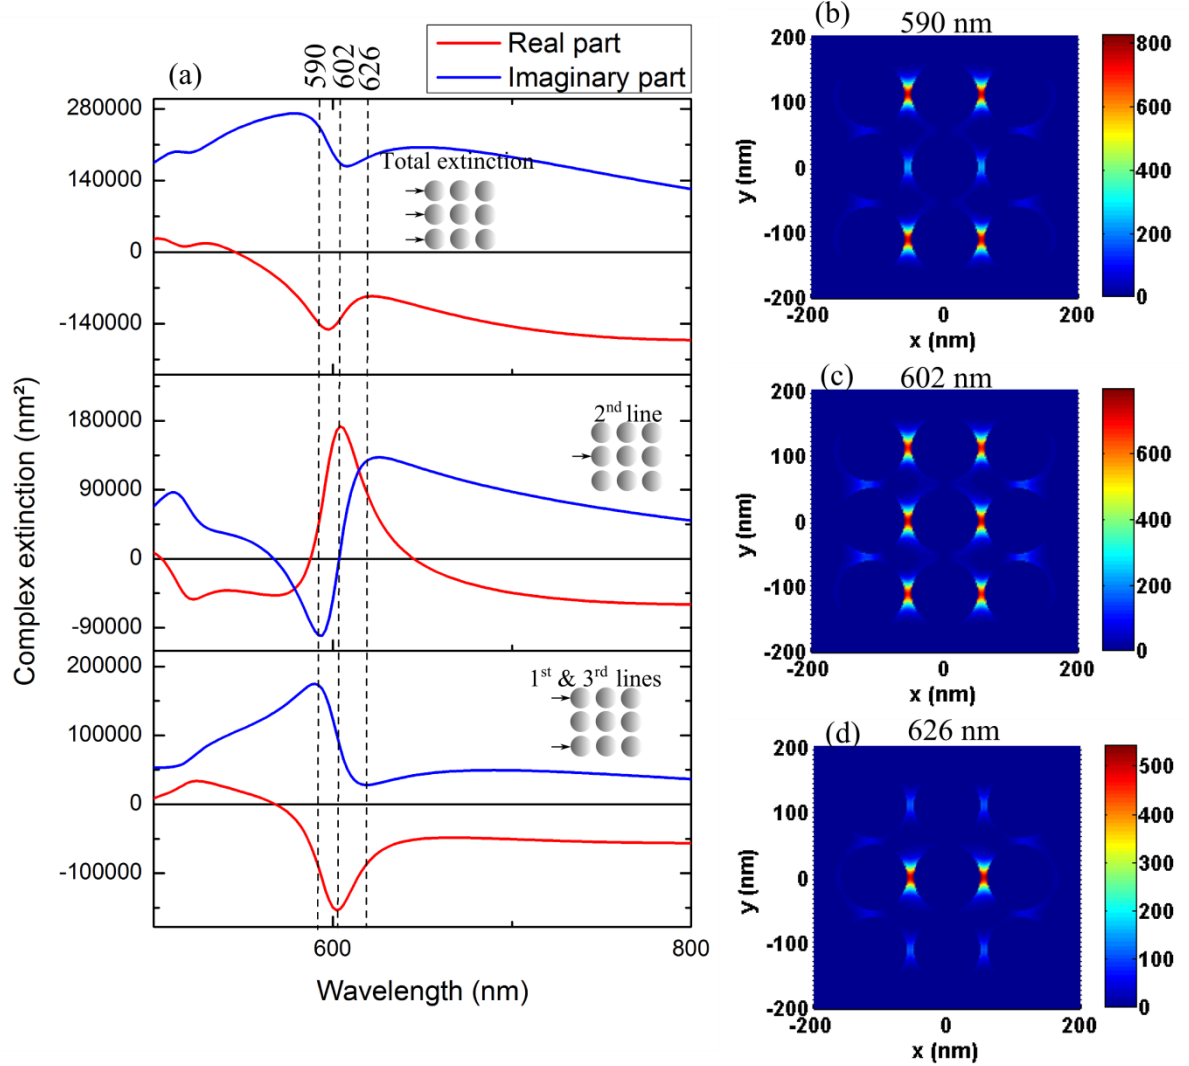 (a)
590
602
626
Real part
Imaginary part
280000
140000
0
-140000
Total extinction
180000
90000
0
-90000
2nd line
200000
100000
0
-100000
1st & 3rd lines
600
800
Complex extinction (nm²)
Wavelength (nm)
(b)
590 nm
200
100
0
-100
-200
y (nm)
-200
0
200
x (nm)
800
600
400
200
0
(c)
602 nm
200
100
0
-100
-200
y (nm)
-200
0
200
x (nm)
600
400
200
0
(d)
626 nm
200
100
0
-100
-200
y (nm)
-200
0
200
x (nm)
500
400
300
200
100
0